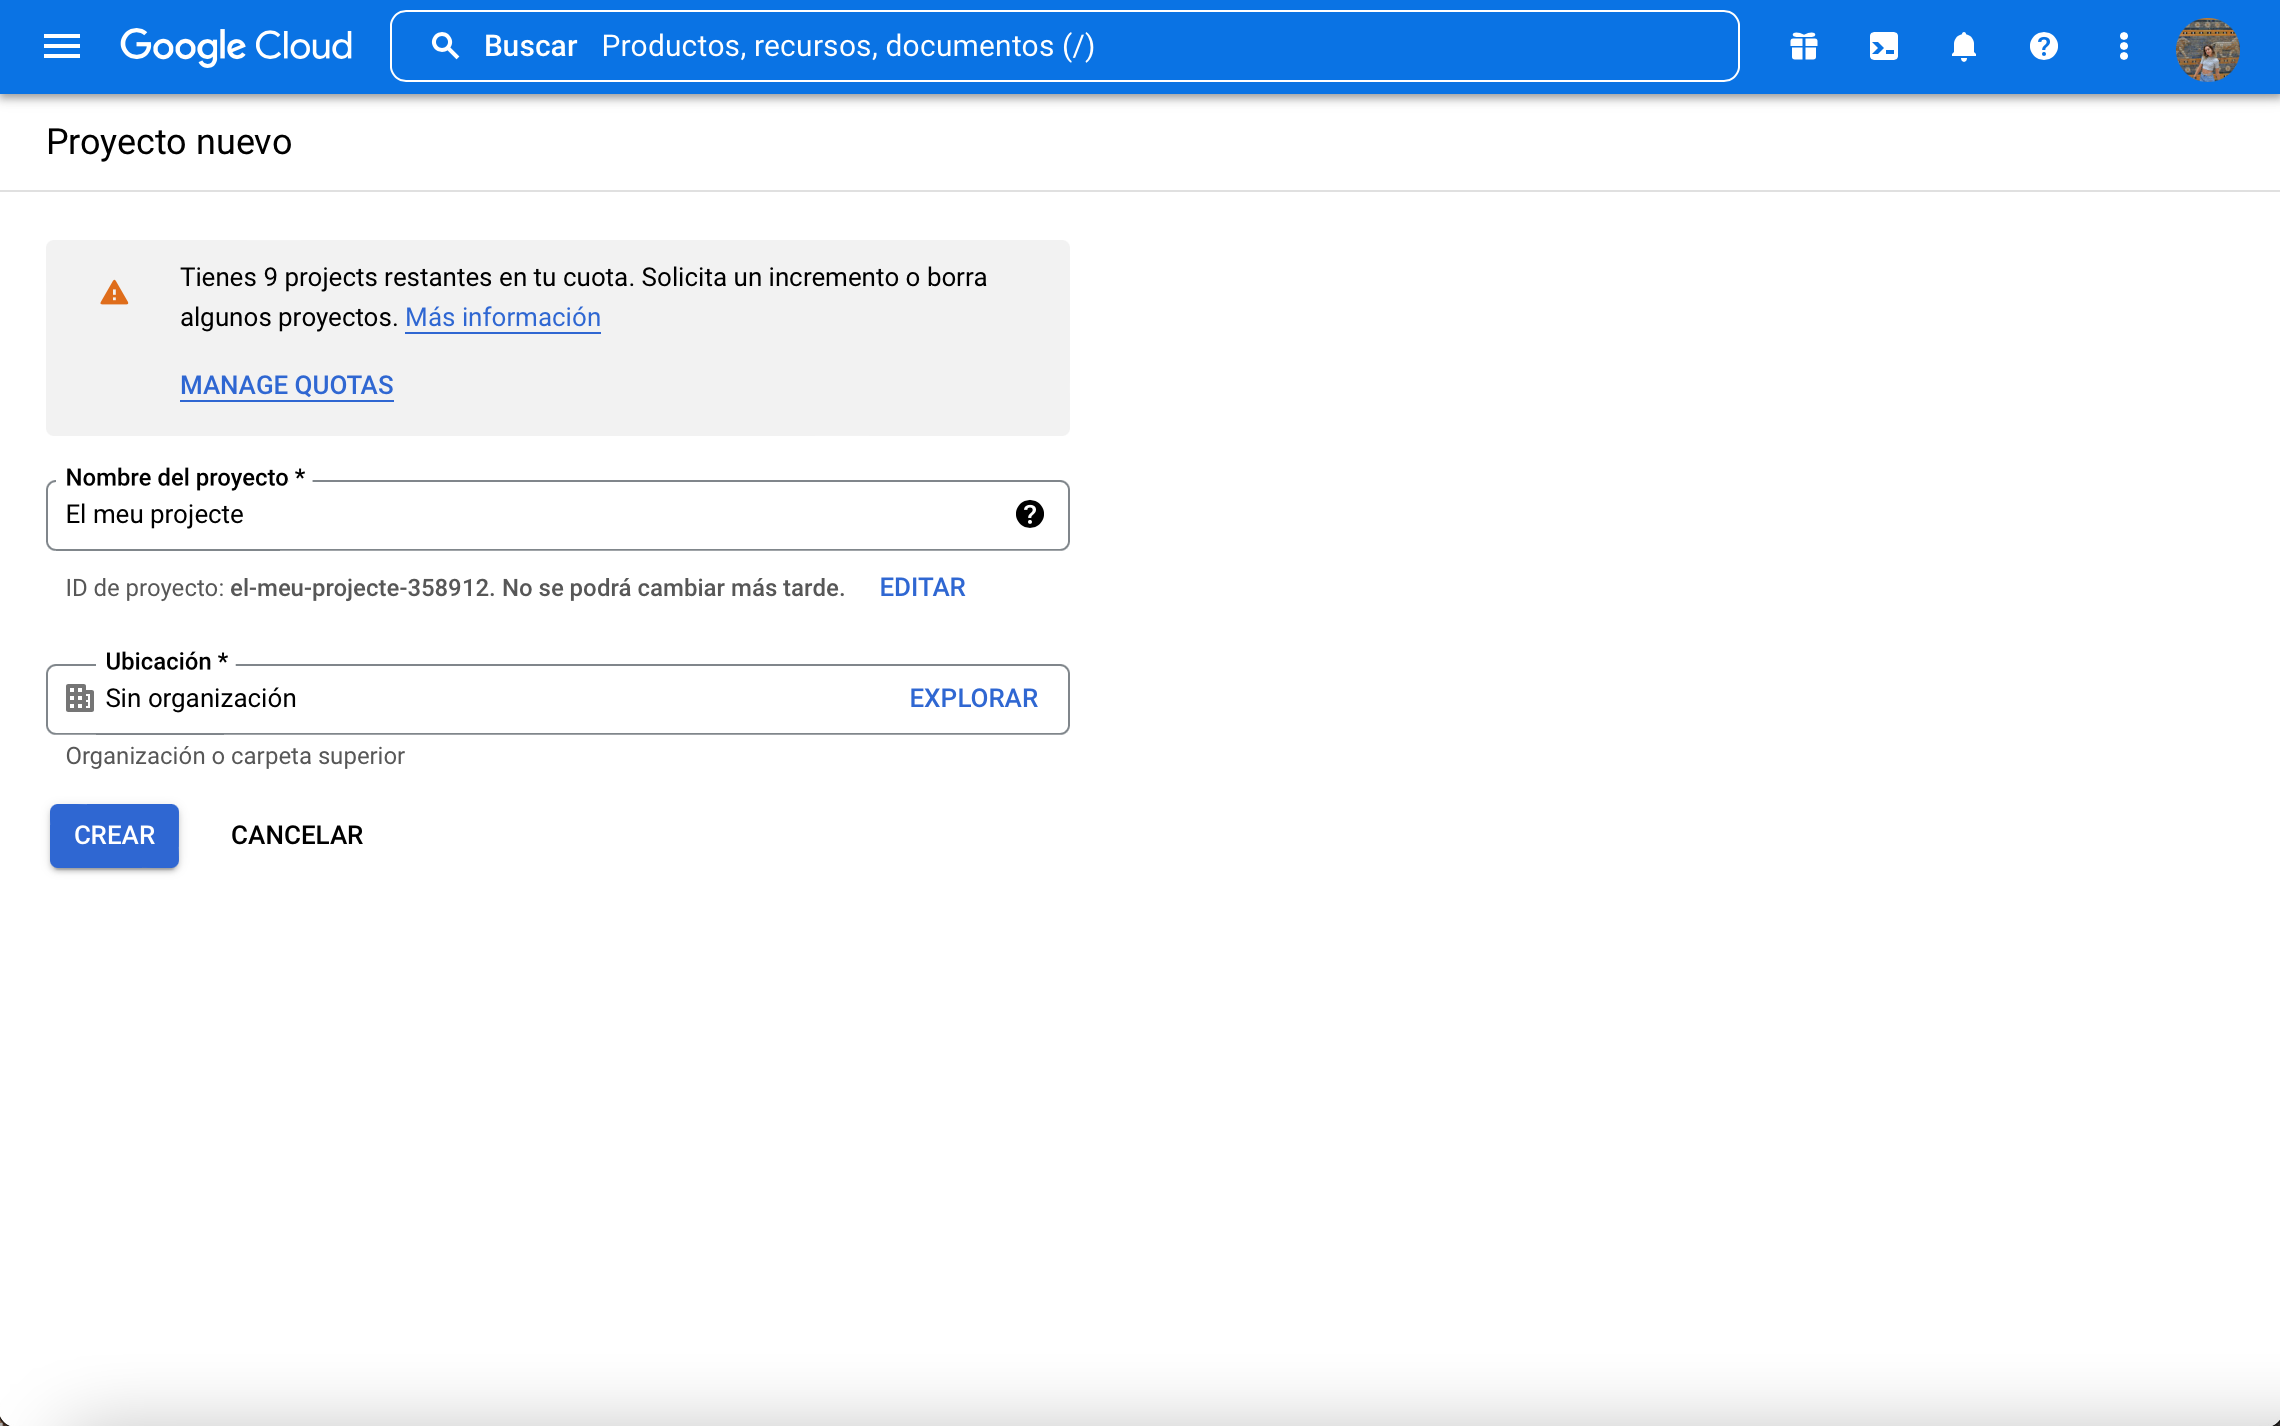 Google Cloud
Buscar Productos, recursos, documentos (/)
Proyecto nuevo
Tienes 9 projects restantes en tu cuota. Solicita un incremento o borra
algunos proyectos. Más información
MANAGE QUOTAS
Nombre del proyecto *
El meu projecte
ID de proyecto: el-meu-projecte-358912. No se podrá cambiar más tarde. EDITAR
Ubicación *
Sin organización EXPLORAR
Organización o carpeta superior
CREAR CANCELAR